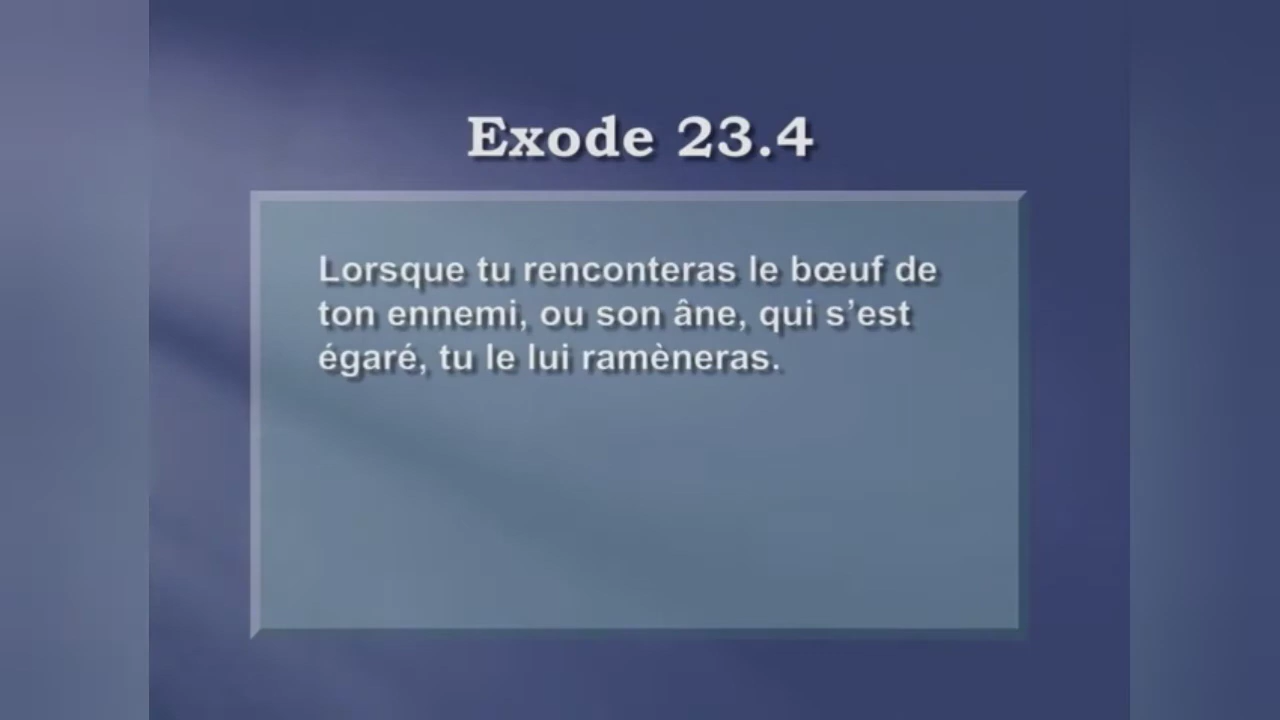 Exode 23.4
Lorsque tu renconteras le bœuf de
ton ennemi, ou son âne, qui s’est
égaré, tu le lui ramèneras.